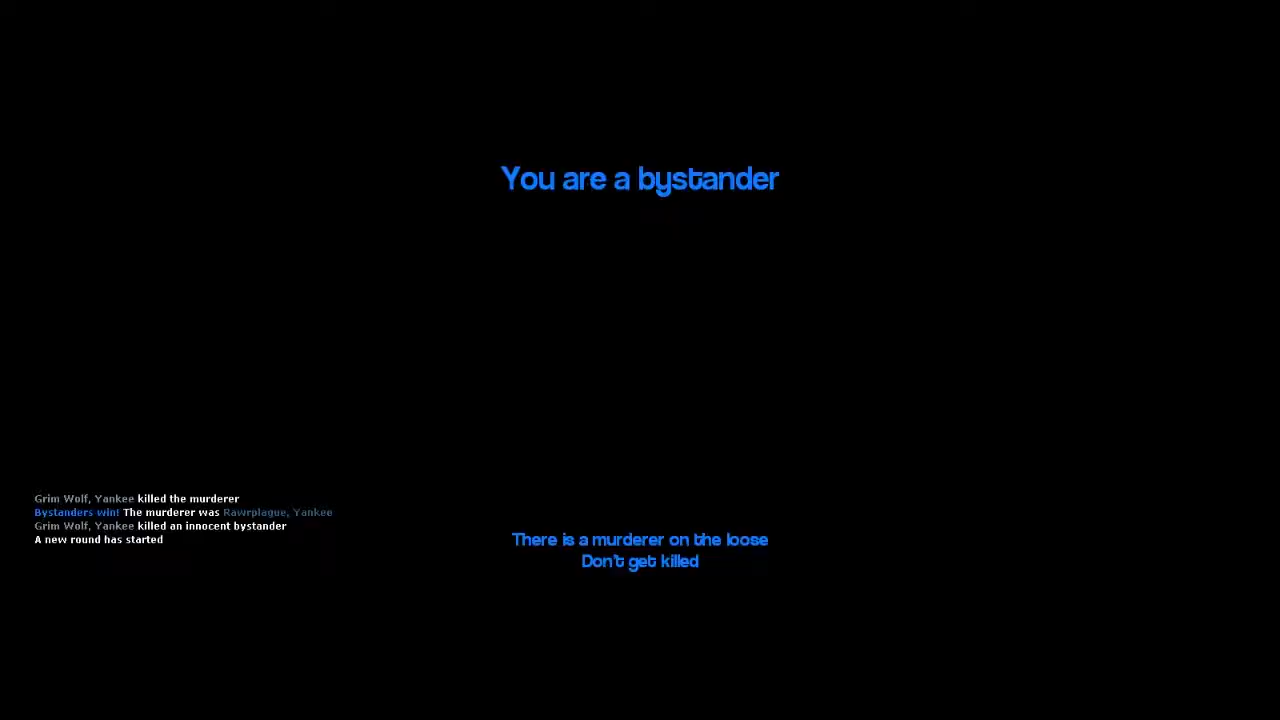 You are a bystander
Grim Wolf, Yankee killed the murderer
Bystanders win! The murderer was Rawrplague, Yankee
Grim Wolf, Yankee killed an innocent bystander
A new round has started
There is a murderer on the loose
Don't get killed